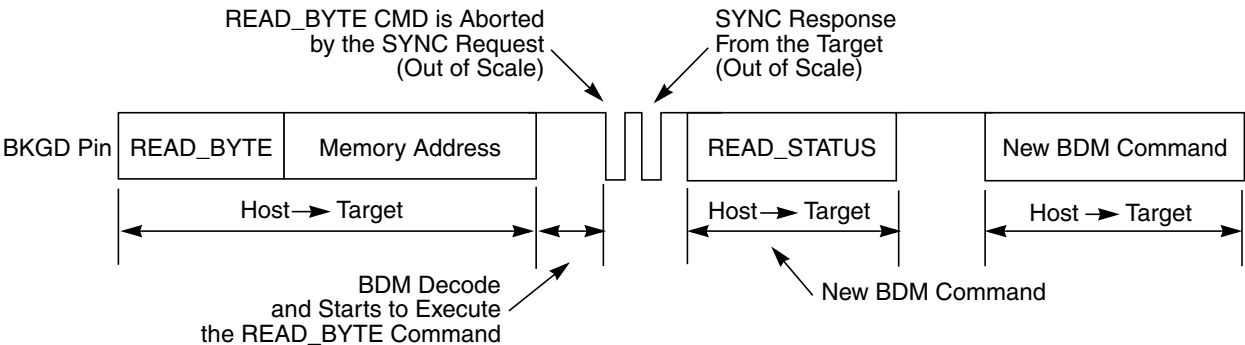 READ_BYTE CMD is Aborted
by the SYNC Request
(Out of Scale)
SYNC Response
From the Target
(Out of Scale)
BKGD Pin
READ_BYTE
Memory Address
READ_STATUS
New BDM Command
Host Target
Host Target
Host Target
BDM Decode
and Starts to Execute
the READ_BYTE Command
New BDM Command